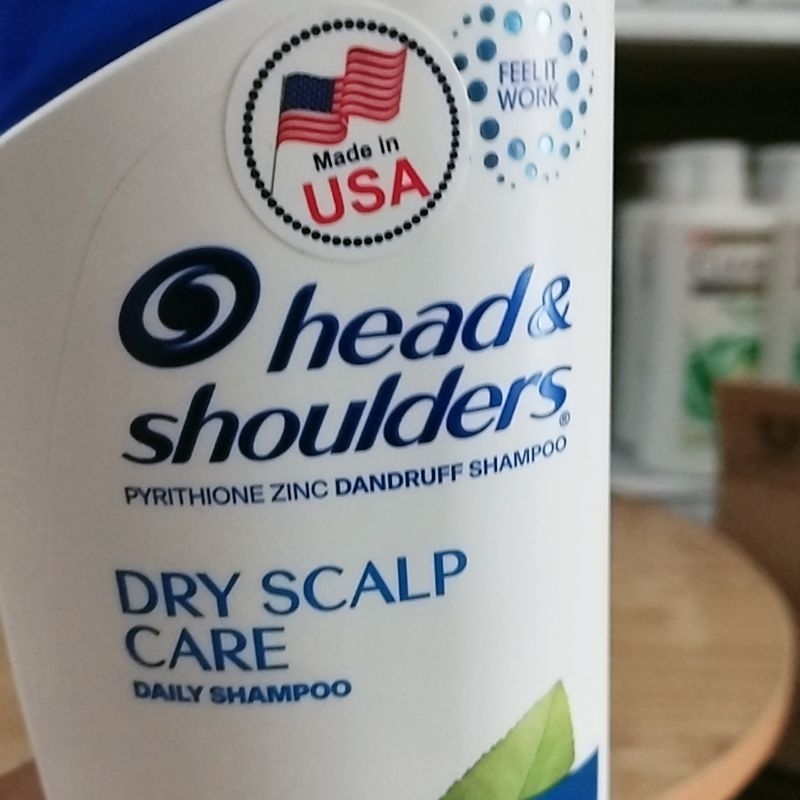 Made in
USA
FEEL IT
WORK
head &
shoulders®
PYRITHIONE ZINC DANDRUFF SHAMPOO
DRY SCALP
CARE
DAILY SHAMPOO